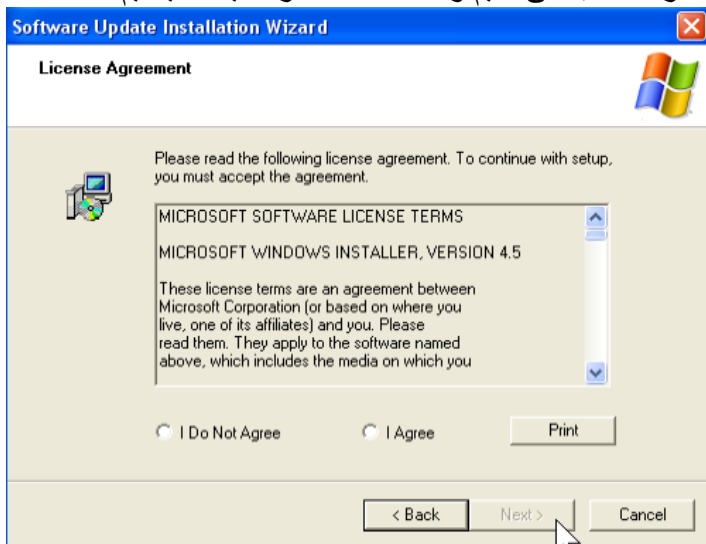 Software Update Installation Wizard
License Agreement
Please read the following license agreement. To continue with setup,
you must accept the agreement.
MICROSOFT SOFTWARE LICENSE TERMS
MICROSOFT WINDOWS INSTALLER, VERSION 4.5
These license terms are an agreement between
Microsoft Corporation (or based on where you
live, one of its affiliates) and you. Please
read them. They apply to the software named
above, which includes the media on which you
I Do Not Agree
I Agree
Print
< Back
Next >
Cancel